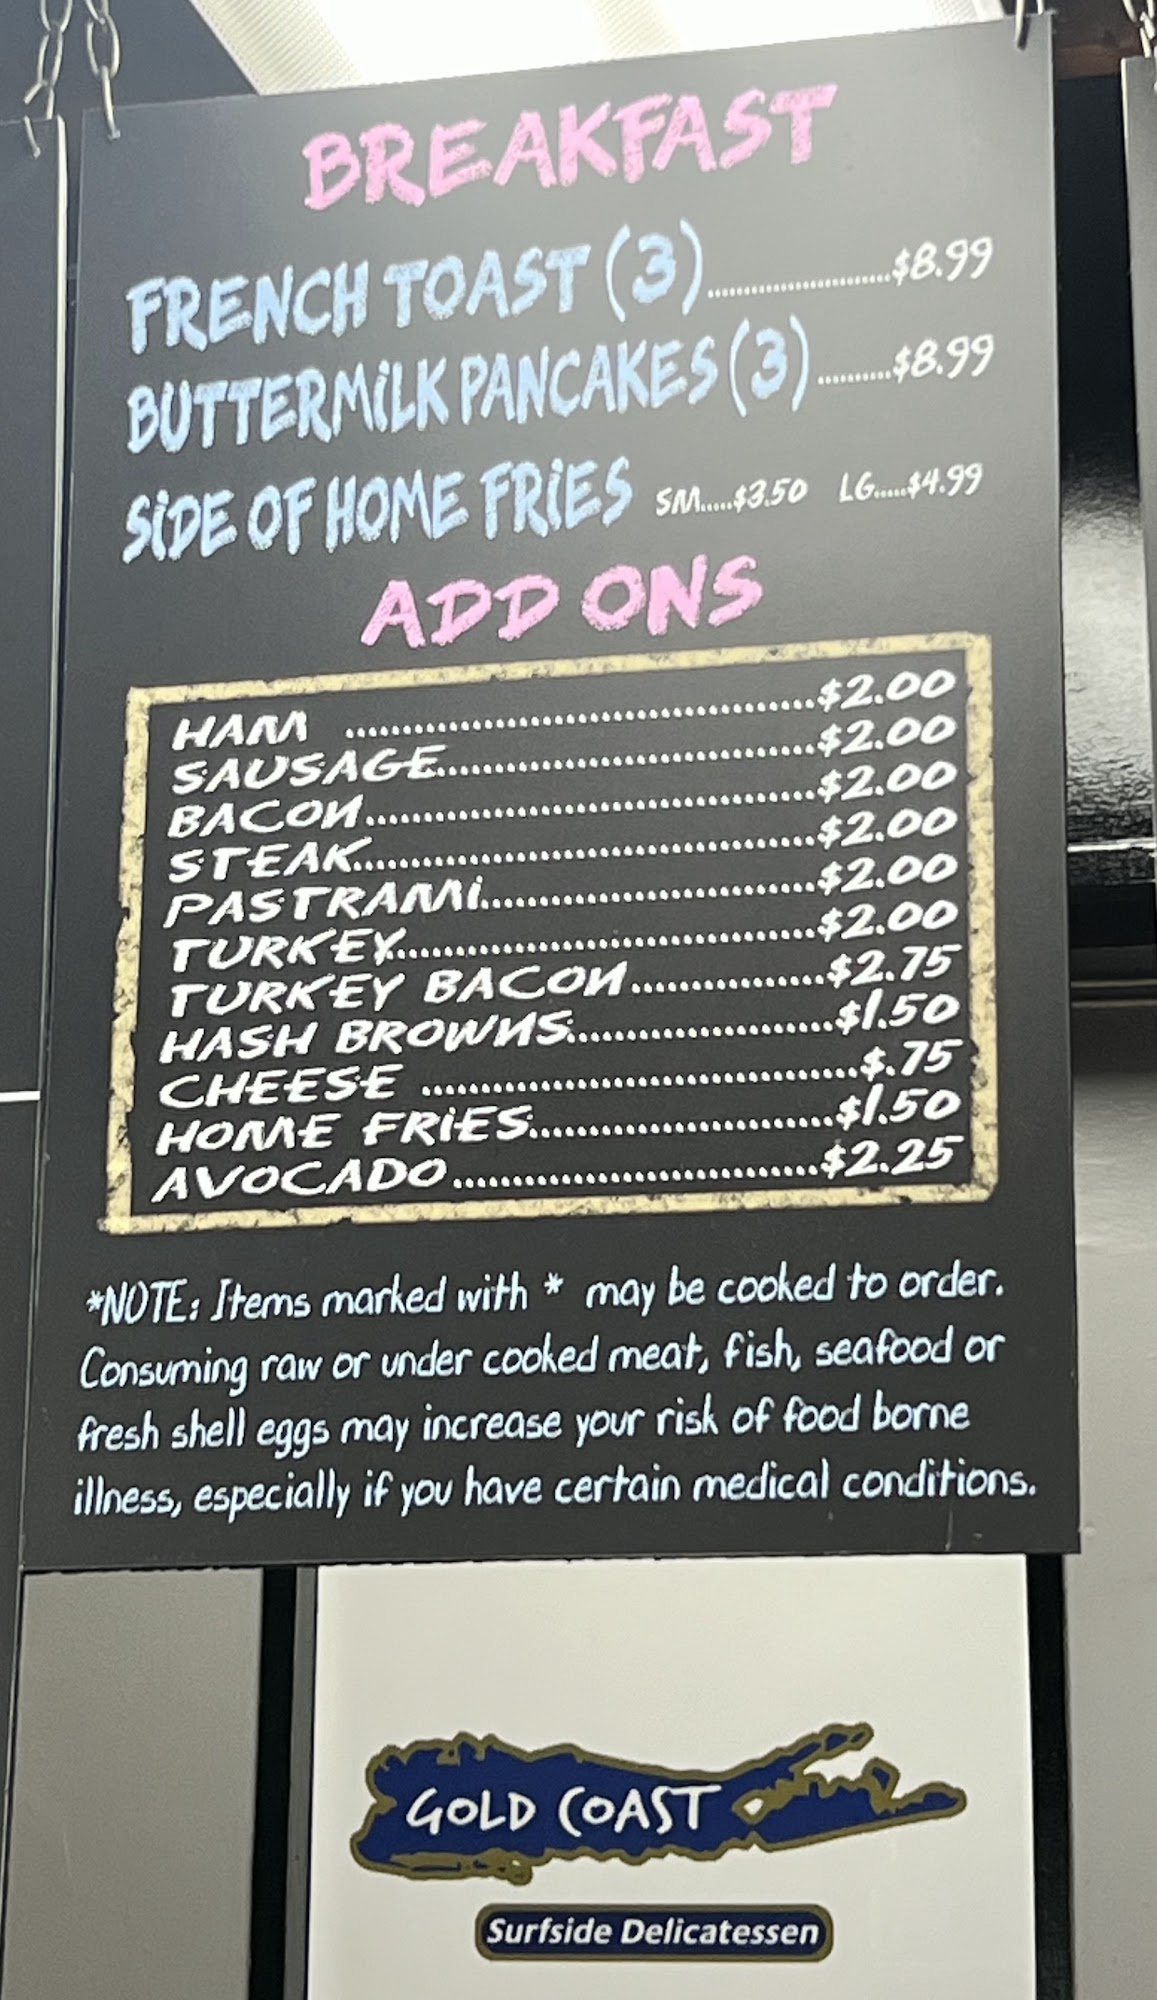 BREAKFAST
FRENCH TOAST (3)........................$8.99
BUTTERMILK PANCAKES (3)..........$8.99
SIDE OF HOME FRIES SM.....$3.50 LG.....$4.99
ADD ONS
HAM ........................................$2.00
SAUSAGE........................................$2.00
BACON........................................$2.00
STEAK........................................$2.00
PASTRAMI........................................$2.00
TURKEY........................................$2.00
TURKEY BACON................$2.75
HASH BROWNS......................$1.50
CHEESE ......................................$.75
HOME FRIES..........................$1.50
AVOCADO................................$2.25
*NOTE: Items marked with * may be cooked to order.
Consuming raw or under cooked meat, fish, seafood or
fresh shell eggs may increase your risk of food borne
illness, especially if you have certain medical conditions.
GOLD COAST
Surfside Delicatessen